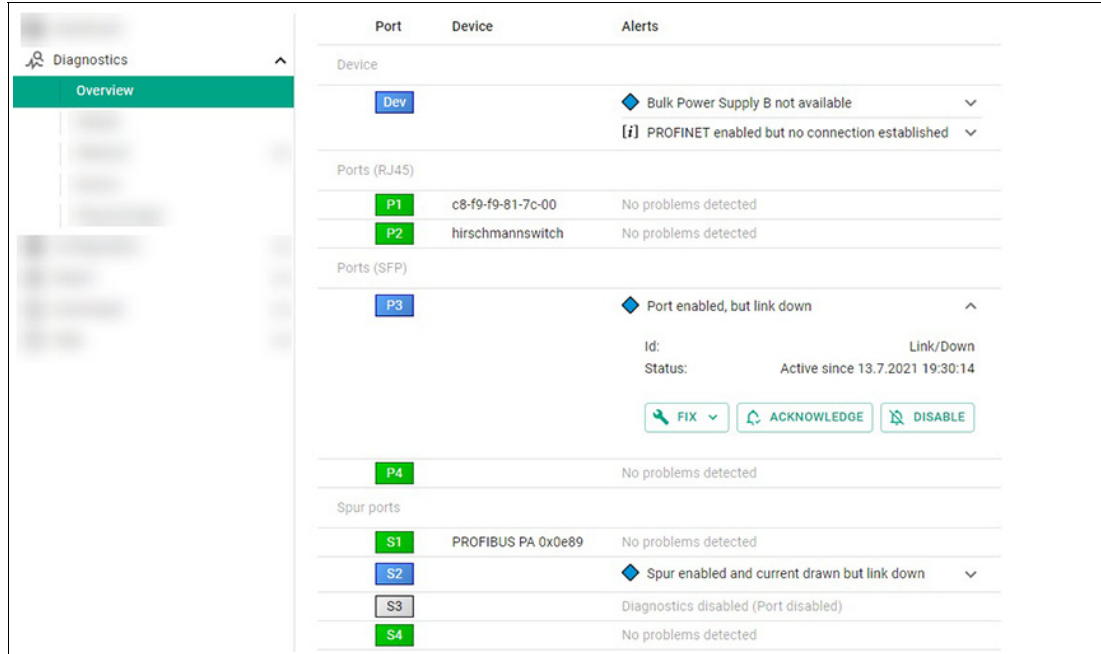 Port Device Alerts
Diagnostics
Overview
Device
Dev Bulk Power Supply B not available
[i] PROFINET enabled but no connection established
Ports (RJ45)
P1 c8-f9-f9-81-7c-00 No problems detected
P2 hirschmannswitch No problems detected
Ports (SFP)
P3 Port enabled, but link down
Id: Link/Down
Status: Active since 13.7.2021 19:30:14
FIX ACKNOWLEDGE DISABLE
P4 No problems detected
Spur ports
S1 PROFIBUS PA 0x0e89 No problems detected
S2 Spur enabled and current drawn but link down
S3 Diagnostics disabled (Port disabled)
S4 No problems detected